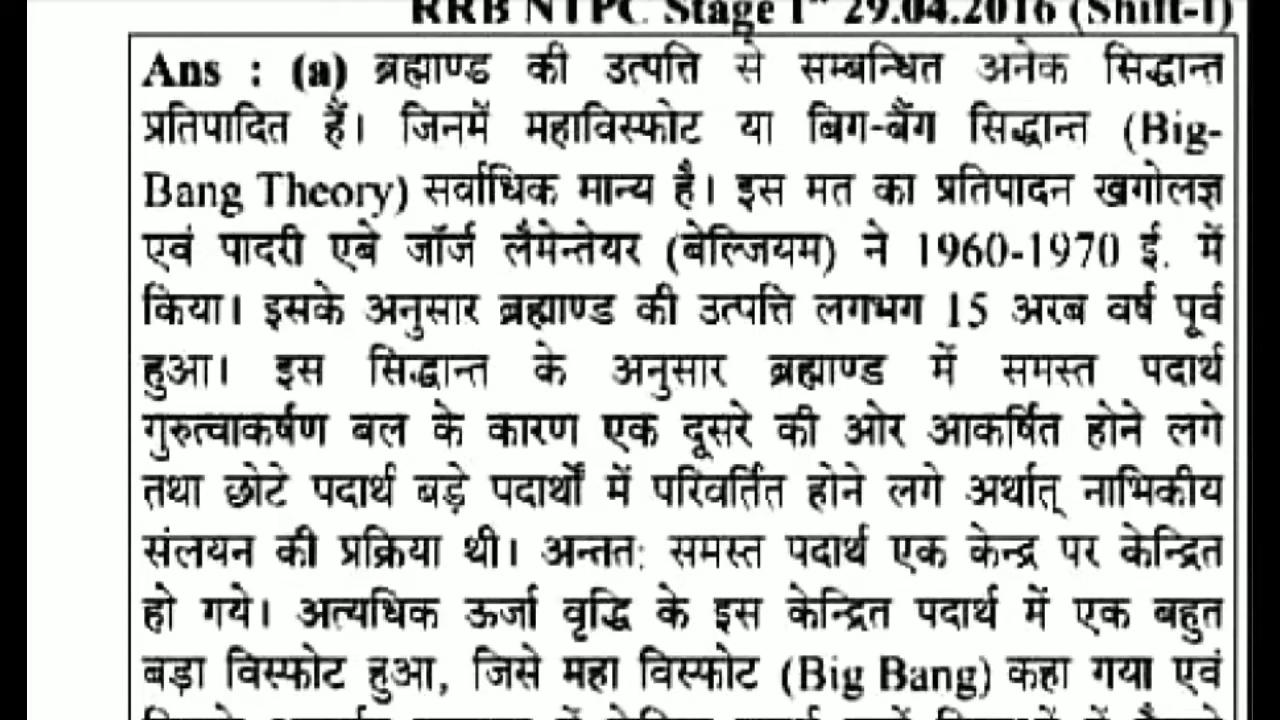 RRB NTPC Stage Iˢᵗ 29.04.2016 (Shift-I)
Ans : (a) ब्रह्माण्ड की उत्पत्ति से सम्बन्धित अनेक सिद्धान्त
प्रतिपादित हैं। जिनमें महाविस्फोट या बिग-बैंग सिद्धान्त (Big-
Bang Theory) सर्वाधिक मान्य है। इस मत का प्रतिपादन खगोलज्ञ
एवं पादरी एबे जॉर्ज लैमेन्तेयर (बेल्जियम) ने 1960-1970 ई. में
किया। इसके अनुसार ब्रह्माण्ड की उत्पत्ति लगभग 15 अरब वर्ष पूर्व
हुआ। इस सिद्धान्त के अनुसार ब्रह्माण्ड में समस्त पदार्थ
गुरुत्वाकर्षण बल के कारण एक दूसरे की ओर आकर्षित होने लगे
तथा छोटे पदार्थ बड़े पदार्थों में परिवर्तित होने लगे अर्थात् नाभिकीय
संलयन की प्रक्रिया थी। अन्तत: समस्त पदार्थ एक केन्द्र पर केन्द्रित
हो गये। अत्यधिक ऊर्जा वृद्धि के इस केन्द्रित पदार्थ में एक बहुत
बड़ा विस्फोट हुआ, जिसे महा विस्फोट (Big Bang) कहा गया एवं